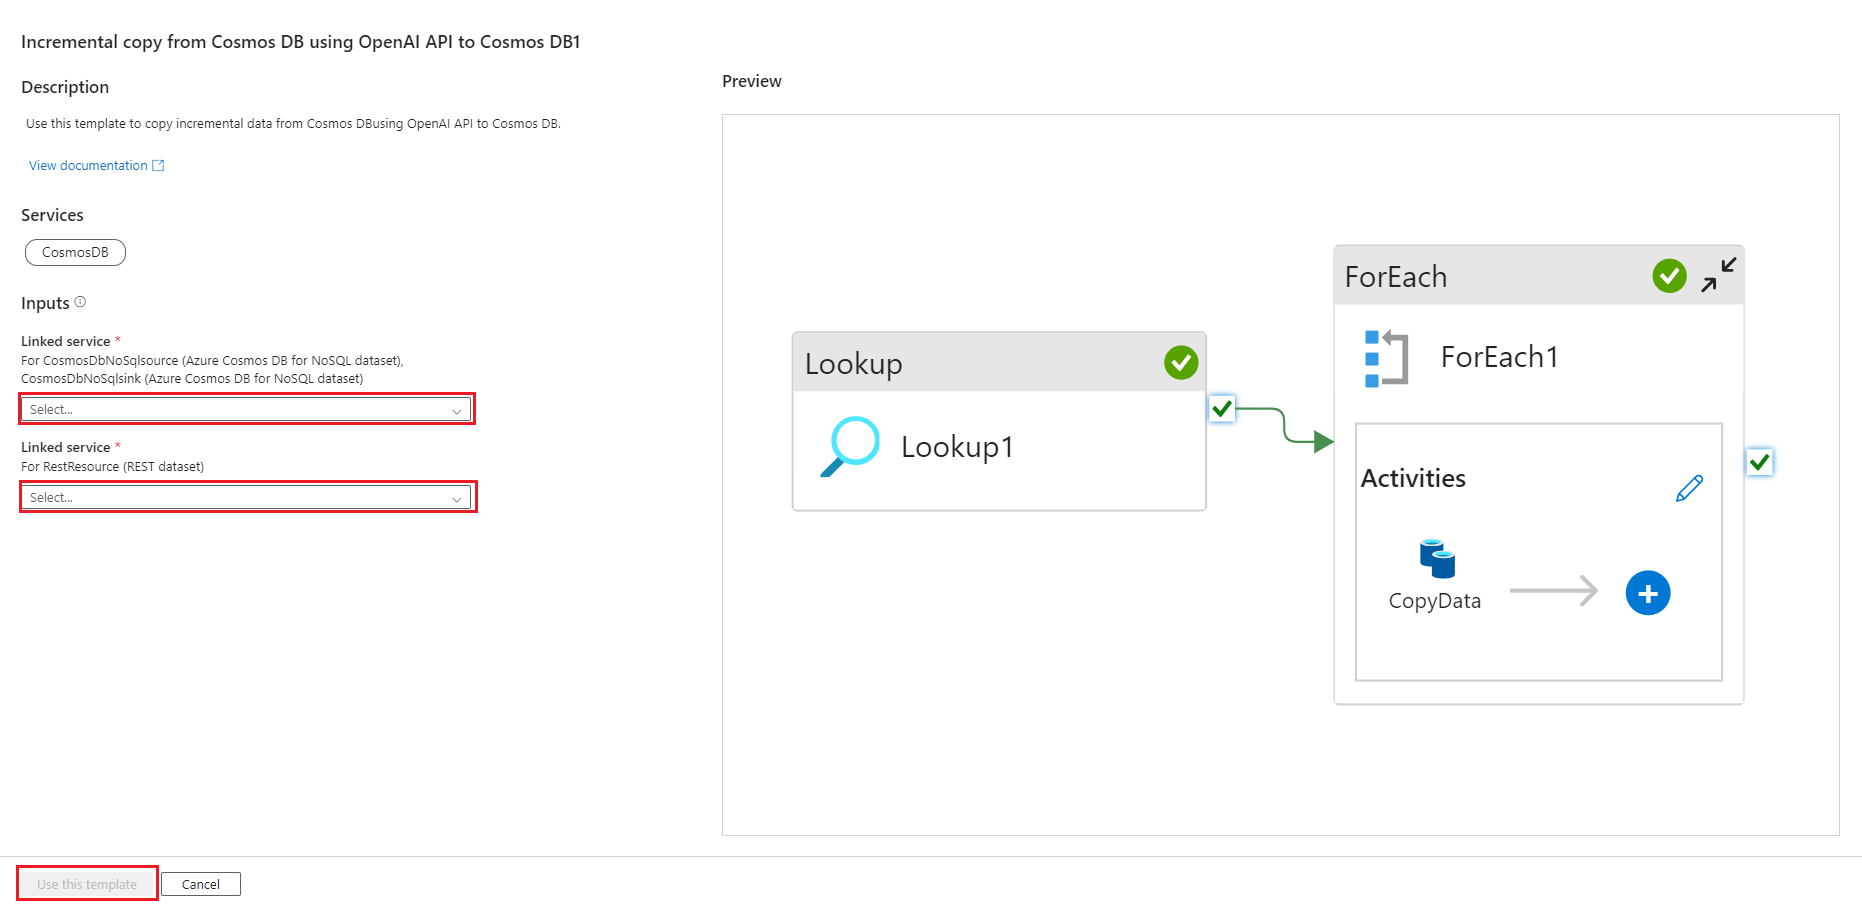 Incremental copy from Cosmos DB using OpenAI API to Cosmos DB1
Description
Use this template to copy incremental data from Cosmos DBusing OpenAI API to Cosmos DB.
View documentation
Services
CosmosDB
Inputs
Linked service *
For CosmosDbNoSqlsource (Azure Cosmos DB for NoSQL dataset),
CosmosDbNoSqlsink (Azure Cosmos DB for NoSQL dataset)
Select...
Linked service *
For RestResource (REST dataset)
Select...
Preview
Lookup
Lookup1
ForEach
ForEach1
Activities
CopyData
Use this template
Cancel